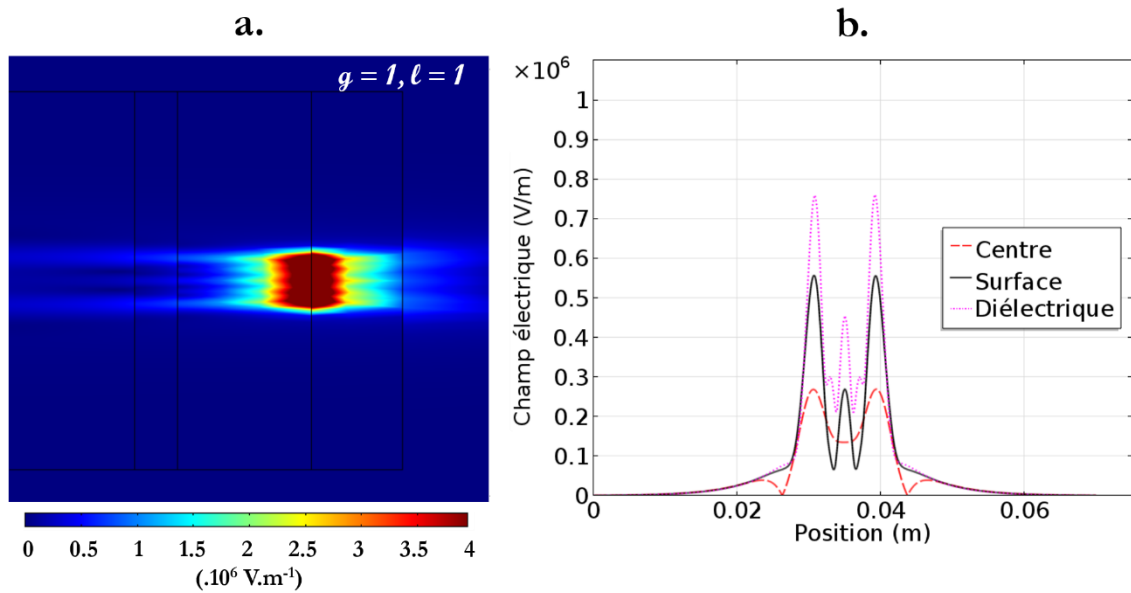 a.
g = 1, ℓ = 1
0 0.5 1 1.5 2 2.5 3 3.5 4
(.10⁶ V.m⁻¹)
b.
×10⁶
1
0.9
0.8
0.7
0.6
0.5
0.4
0.3
0.2
0.1
0
Champ électrique (V/m)
Centre
Surface
Diélectrique
0 0.02 0.04 0.06
Position (m)